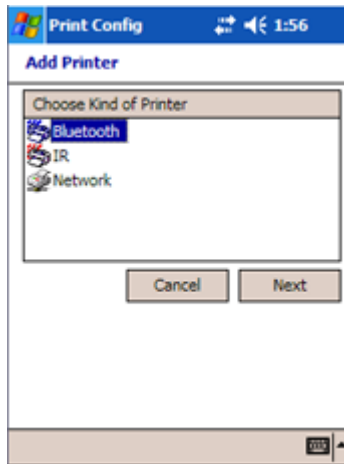 Print Config 1:56
Add Printer
Choose Kind of Printer
Bluetooth
IR
Network
Cancel Next